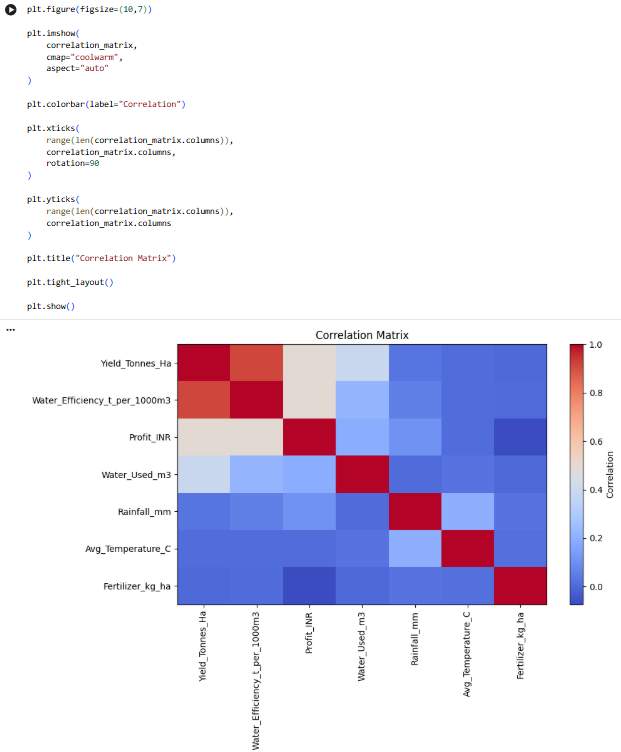 plt.figure(figsize=(10,7))
plt.imshow(
    correlation_matrix,
    cmap="coolwarm",
    aspect="auto"
)
plt.colorbar(label="Correlation")
plt.xticks(
    range(len(correlation_matrix.columns)),
    correlation_matrix.columns,
    rotation=90
)
plt.yticks(
    range(len(correlation_matrix.columns)),
    correlation_matrix.columns
)
plt.title("Correlation Matrix")
plt.tight_layout()
plt.show()
...
Correlation Matrix
Yield_Tonnes_Ha
Water_Efficiency_t_per_1000m3
Profit_INR
Water_Used_m3
Rainfall_mm
Avg_Temperature_C
Fertilizer_kg_ha
Yield_Tonnes_Ha
Water_Efficiency_t_per_1000m3
Profit_INR
Water_Used_m3
Rainfall_mm
Avg_Temperature_C
Fertilizer_kg_ha
1.0
0.8
0.6
0.4
0.2
0.0
Correlation